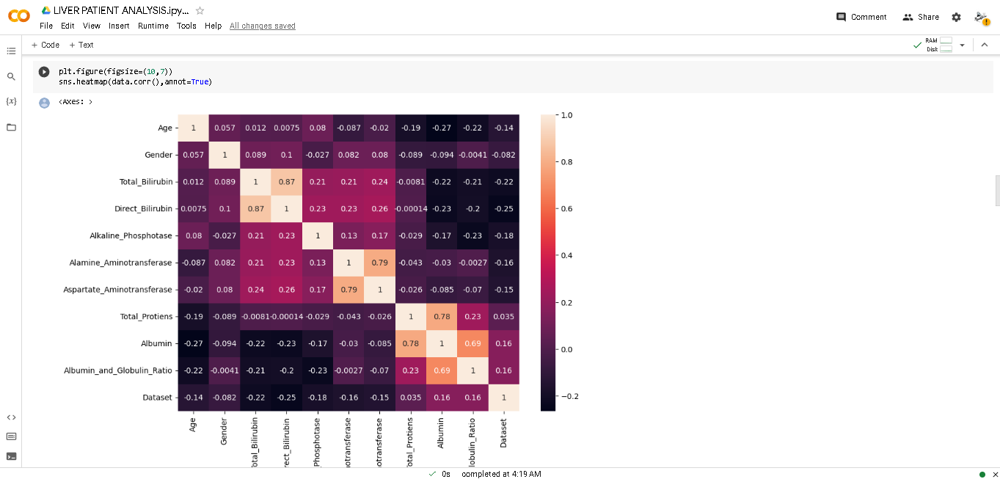 LIVER PATIENT ANALYSIS.ipy...
Comment Share
File Edit View Insert Runtime Tools Help All changes saved
+ Code + Text
RAM
Disk
plt.figure(figsize=(10,7))
sns.heatmap(data.corr(),annot=True)
<Axes: >
Age 1 0.057 0.012 0.0075 0.08 -0.087 -0.02 -0.19 -0.27 -0.22 -0.14
Gender 0.057 1 0.089 0.1 -0.027 0.082 0.08 -0.089 -0.094 -0.0041 -0.082
Total_Bilirubin 0.012 0.089 1 0.87 0.21 0.21 0.24 -0.0081 -0.22 -0.21 -0.22
Direct_Bilirubin 0.0075 0.1 0.87 1 0.23 0.23 0.26 -0.00014 -0.23 -0.2 -0.25
Alkaline_Phosphotase 0.08 -0.027 0.21 0.23 1 0.13 0.17 -0.029 -0.17 -0.23 -0.18
Alamine_Aminotransferase -0.087 0.082 0.21 0.23 0.13 1 0.79 -0.043 -0.03 -0.0027 -0.16
Aspartate_Aminotransferase -0.02 0.08 0.24 0.26 0.17 0.79 1 -0.026 -0.085 -0.07 -0.15
Total_Protiens -0.19 -0.089 -0.0081 -0.00014 -0.029 -0.043 -0.026 1 0.78 0.23 0.035
Albumin -0.27 -0.094 -0.22 -0.23 -0.17 -0.03 -0.085 0.78 1 0.69 0.16
Albumin_and_Globulin_Ratio -0.22 -0.0041 -0.21 -0.2 -0.23 -0.0027 -0.07 0.23 0.69 1 0.16
Dataset -0.14 -0.082 -0.22 -0.25 -0.18 -0.16 -0.15 0.035 0.16 0.16 1
Age
Gender
otal_Bilirubin
ect_Bilirubin
Phosphotase
notransferase
notransferase
otal_Protiens
Albumin
lobulin_Ratio
Dataset
1.0
0.8
0.6
0.4
0.2
0.0
−0.2
0s completed at 4:19 AM